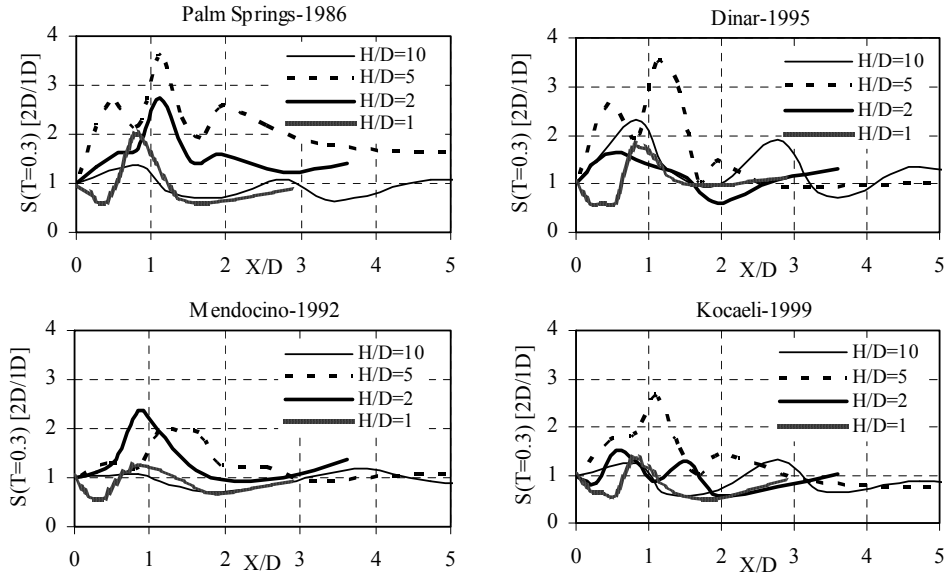 Palm Springs-1986
S(T=0.3) [2D/1D]
4
3
2
1
0
H/D=10
H/D=5
H/D=2
H/D=1
0 1 2 3 4 5
X/D
Dinar-1995
S(T=0.3) [2D/1D]
4
3
2
1
0
H/D=10
H/D=5
H/D=2
H/D=1
0 1 2 3 4 5
X/D
Mendocino-1992
S(T=0.3) [2D/1D]
4
3
2
1
0
H/D=10
H/D=5
H/D=2
H/D=1
0 1 2 3 4 5
X/D
Kocaeli-1999
S(T=0.3) [2D/1D]
4
3
2
1
0
H/D=10
H/D=5
H/D=2
H/D=1
0 1 2 3 4 5
X/D